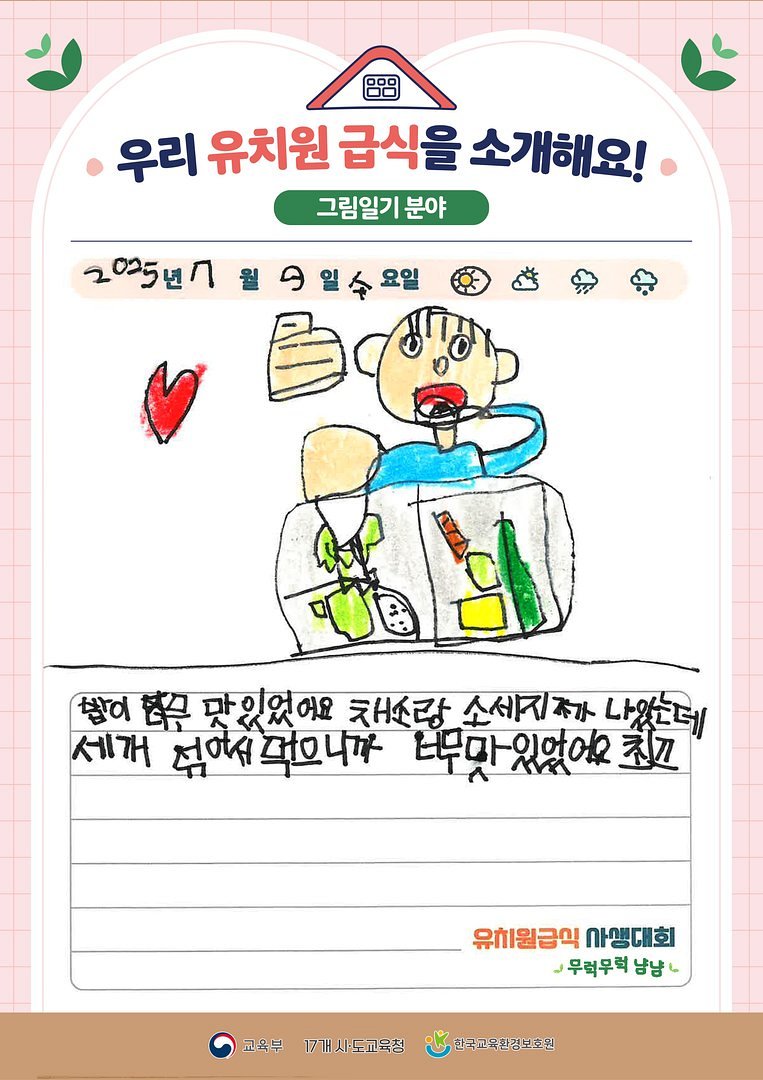 우리 유치원 급식을 소개해요!
그림일기 분야
2025년 7월 9일 수요일
밥이 너무 맛있었어요 채소랑 소세지가 나왔는데
세개 섞어서 먹으니까 너무 맛있었어요 최고
유치원급식 사생대회
무럭무럭 냠냠
교육부 17개 시·도교육청 한국교육환경보호원